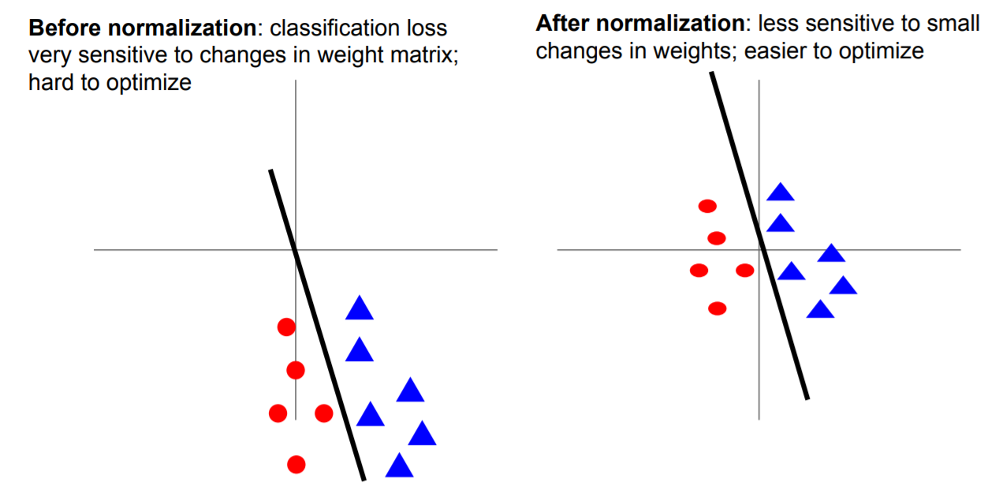 Before normalization: classification loss
very sensitive to changes in weight matrix;
hard to optimize
After normalization: less sensitive to small
changes in weights; easier to optimize